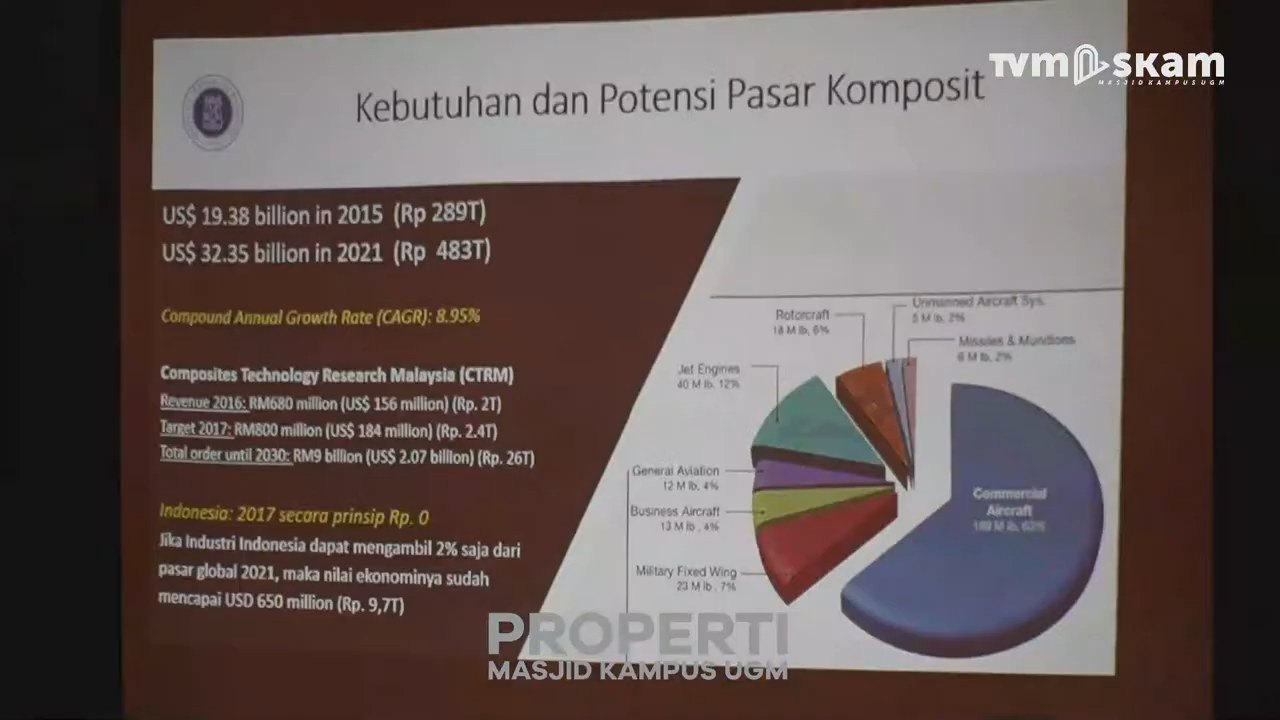 TVM SKAM
MASJID KAMPUS UGM
Kebutuhan dan Potensi Pasar Komposit
US$ 19.38 billion in 2015 (Rp 289T)
US$ 32.35 billion in 2021 (Rp 483T)
Compound Annual Growth Rate (CAGR): 8.95%
Composites Technology Research Malaysia (CTRM)
Revenue 2016: RM680 million (US$ 156 million) (Rp. 2T)
Target 2017: RM800 million (US$ 184 million) (Rp. 2.4T)
Total order until 2030: RM9 billion (US$ 2.07 billion) (Rp. 26T)
Indonesia: 2017 secara prinsip Rp. 0
Jika Industri Indonesia dapat mengambil 2% saja dari
pasar global 2021, maka nilai ekonominya sudah
mencapai USD 650 million (Rp. 9,7T)
Unmanned Aircraft Sys.
5 M lb, 2%
Rotorcraft
18 M lb, 6%
Missiles & Munitions
6 M lb, 2%
Jet Engines
40 M lb, 12%
General Aviation
12 M lb, 4%
Business Aircraft
13 M lb, 4%
Military Fixed Wing
23 M lb, 7%
Commercial
Aircraft
PROPERTI
MASJID KAMPUS UGM